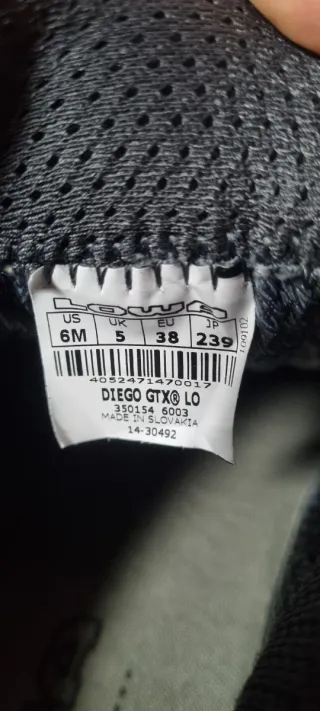 LOWA
US UK EU JP
6M 5 38 239
4052471470017
DIEGO GTX® LO
350154 6003
MADE IN SLOVAKIA
14-30492